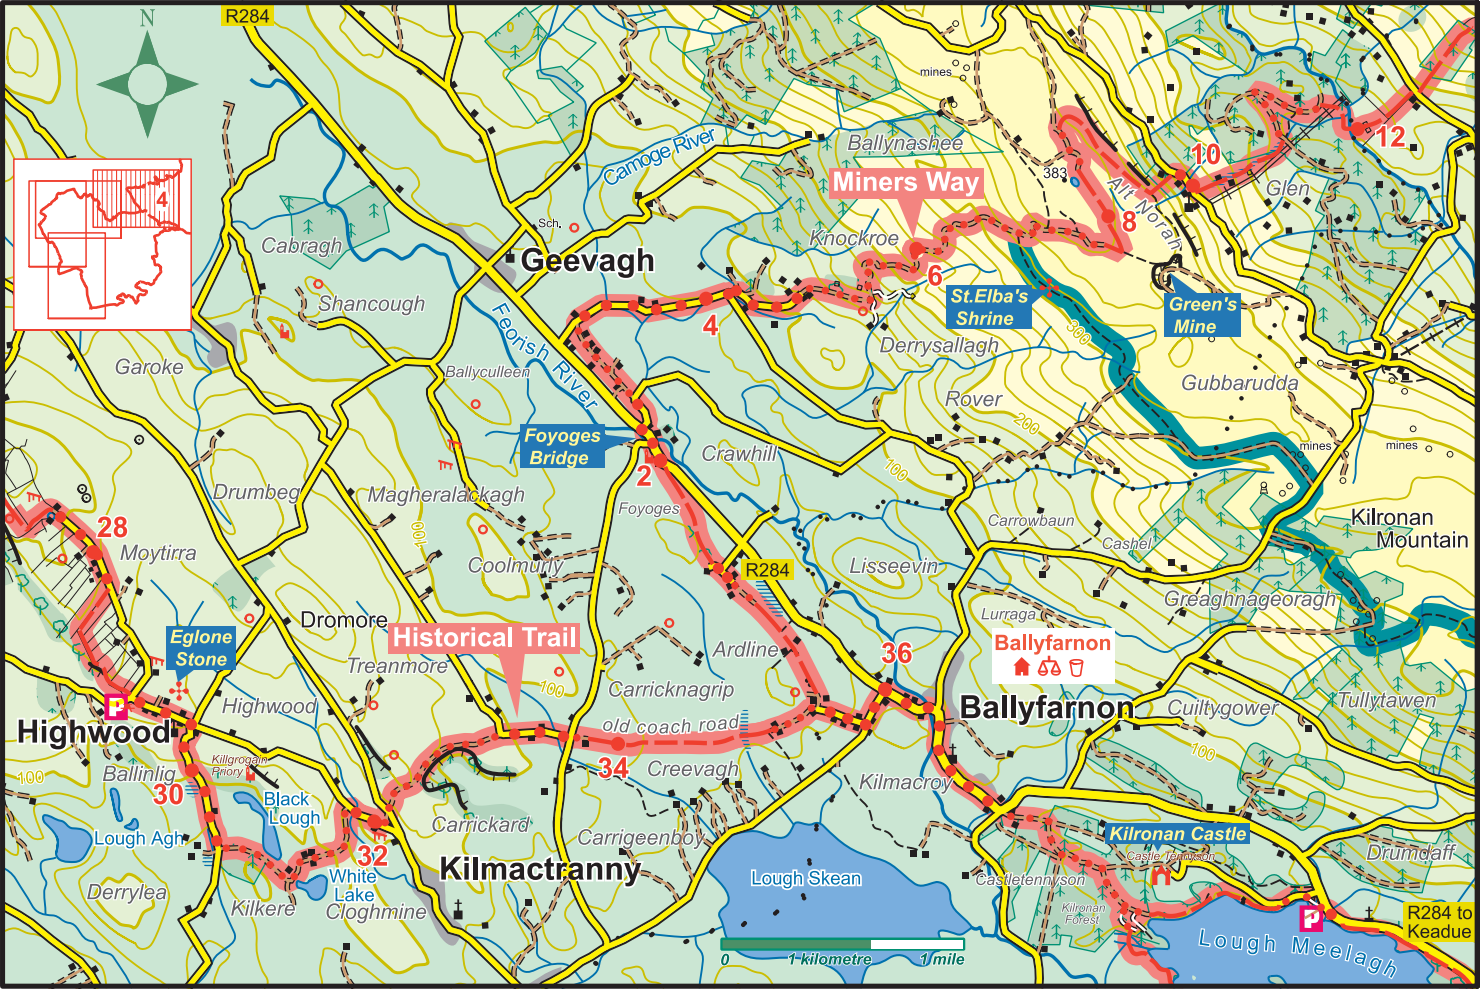 N
R284
mines
Camoge River
Ballynashee
12
10
383
Alt Norah
Glen
Miners Way
4
8
Sch.
Knockroe
Cabragh
Geevagh
6
St.Elba's
Shrine
Green's
Mine
Shancough
Feorish River
4
300
Derrysallagh
Garoke
Ballyculleen
Gubbarudda
Rover
200
Foyoges
Bridge
Crawhill
mines
mines
100
2
Drumbeg
Magheralackagh
E
E
E
Foyoges
28
100
Carrowbaun
Kilronan
Mountain
Moytirra
Cashel
Coolmurly
R284
Lisseevin
Greaghnageoragh
Dromore
Lurraga
Eglone
Stone
Historical Trail
Ballyfarnon
Ardline
36
E
Treanmore
100
Carricknagrip
Tullytawen
P
Highwood
Ballyfarnon
Cuiltygower
Highwood
old coach road
100
Killgrogain
Priory
34
Creevagh
100
Ballinlig
30
Kilmacroy
Black
Lough
Lough Agh
Carrickard
Carrigeenboy
Kilronan Castle
E
32
Castle Tennyson
Drumdaff
Kilmactranny
White
Lake
Lough Skean
Castletennyson
Derrylea
Kilkere
Cloghmine
Kilronan
Forest
P
R284 to
Keadue
Lough Meelagh
0
1 kilometre
1 mile